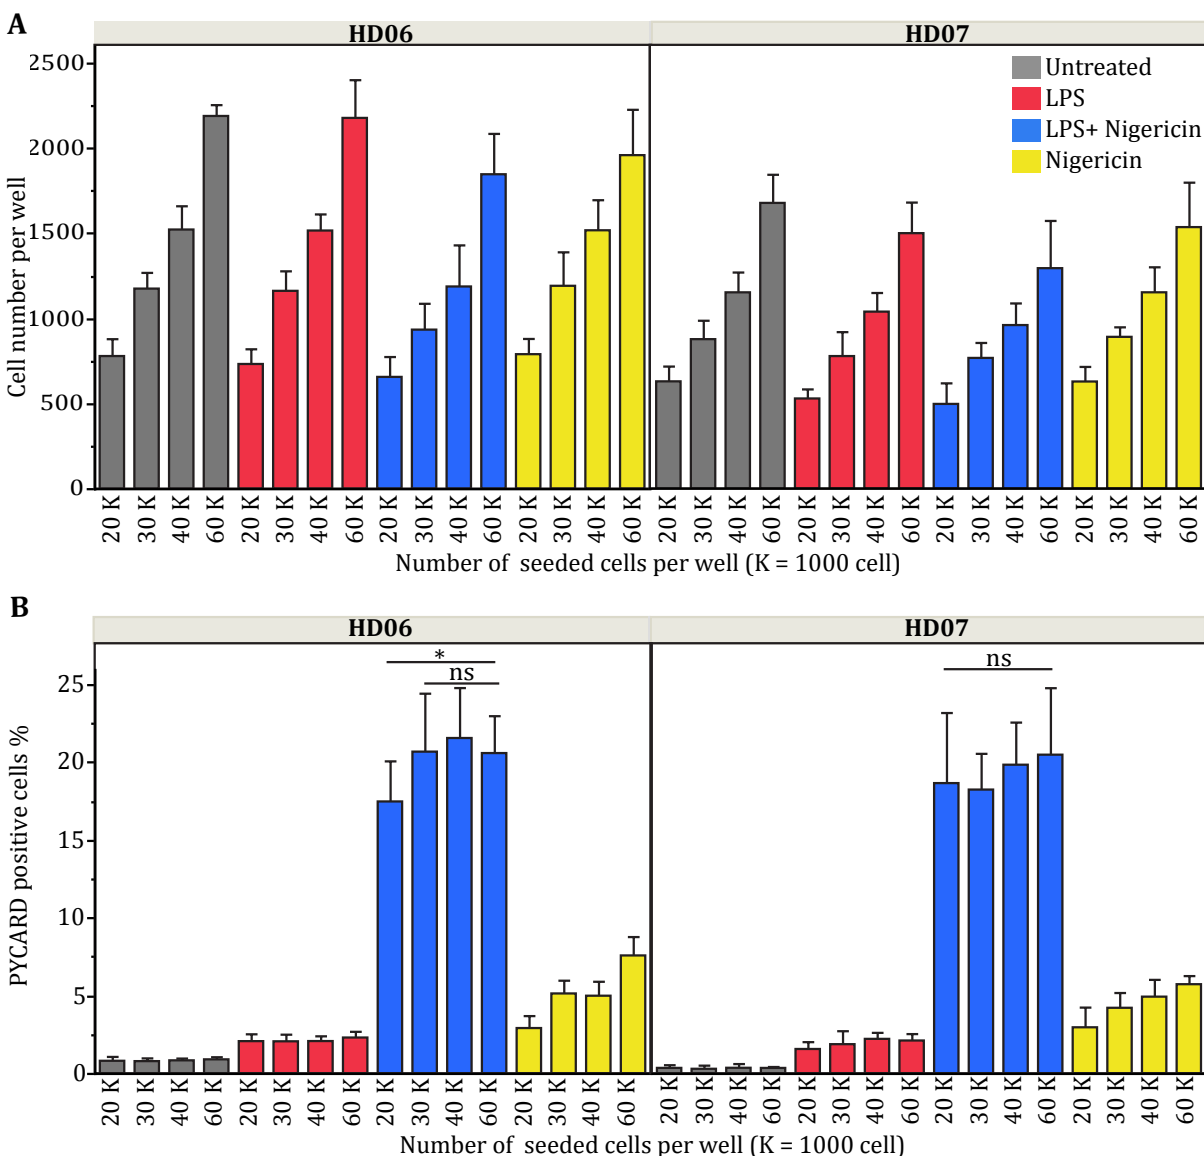 A
HD06 HD07
Untreated
LPS
LPS+ Nigericin
Nigericin
Cell number per well
2500
2000
1500
1000
500
0
20 K 30 K 40 K 60 K 20 K 30 K 40 K 60 K 20 K 30 K 40 K 60 K 20 K 30 K 40 K 60 K 20 K 30 K 40 K 60 K 20 K 30 K 40 K 60 K 20 K 30 K 40 K 60 K 20 K 30 K 40 K 60 K
Number of seeded cells per well (K = 1000 cell)
B
HD06 HD07
* ns
ns
PYCARD positive cells %
25
20
15
10
5
0
20 K 30 K 40 K 60 K 20 K 30 K 40 K 60 K 20 K 30 K 40 K 60 K 20 K 30 K 40 K 60 K 20 K 30 K 40 K 60 K 20 K 30 K 40 K 60 K 20 K 30 K 40 K 60 K 20 K 30 K 40 K 60 K
Number of seeded cells per well (K = 1000 cell)